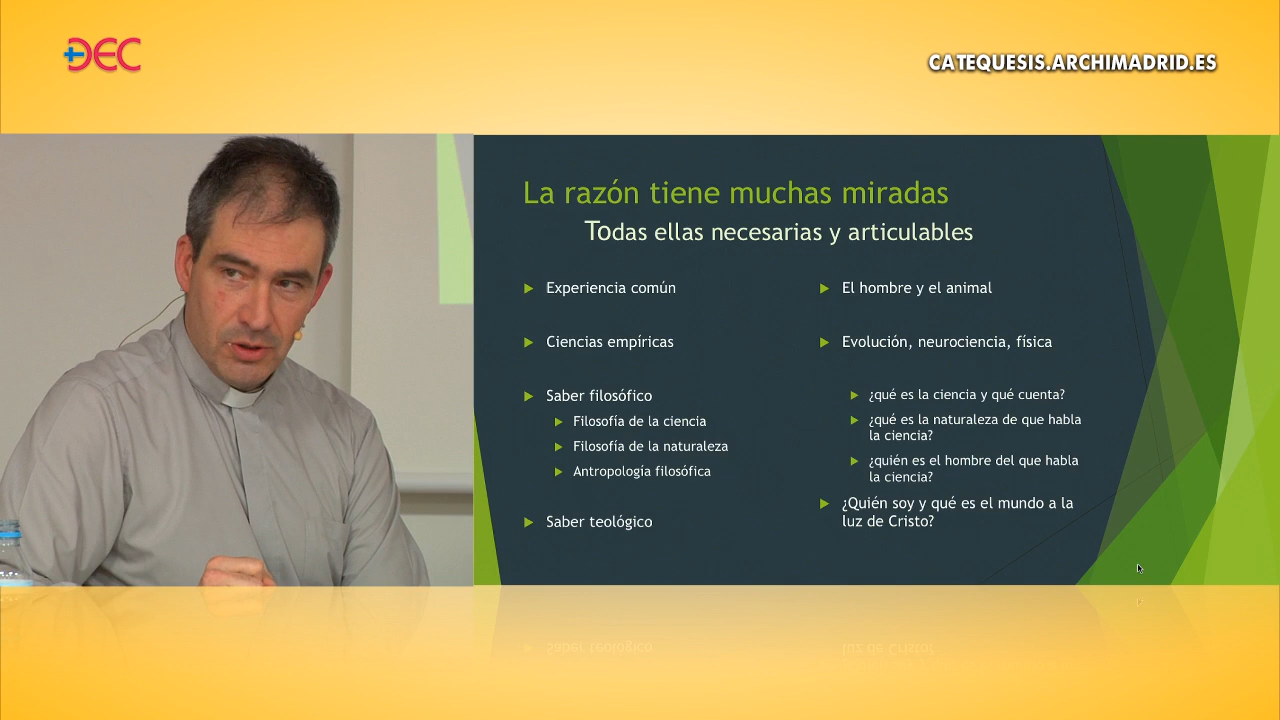 DEC
CATEQUESIS.ARCHIMADRID.ES
La razón tiene muchas miradas
Todas ellas necesarias y articulables
Experiencia común
Ciencias empíricas
Saber filosófico
Filosofía de la ciencia
Filosofía de la naturaleza
Antropología filosófica
Saber teológico
El hombre y el animal
Evolución, neurociencia, física
¿qué es la ciencia y qué cuenta?
¿qué es la naturaleza de que habla
la ciencia?
¿quién es el hombre del que habla
la ciencia?
¿Quién soy y qué es el mundo a la
luz de Cristo?